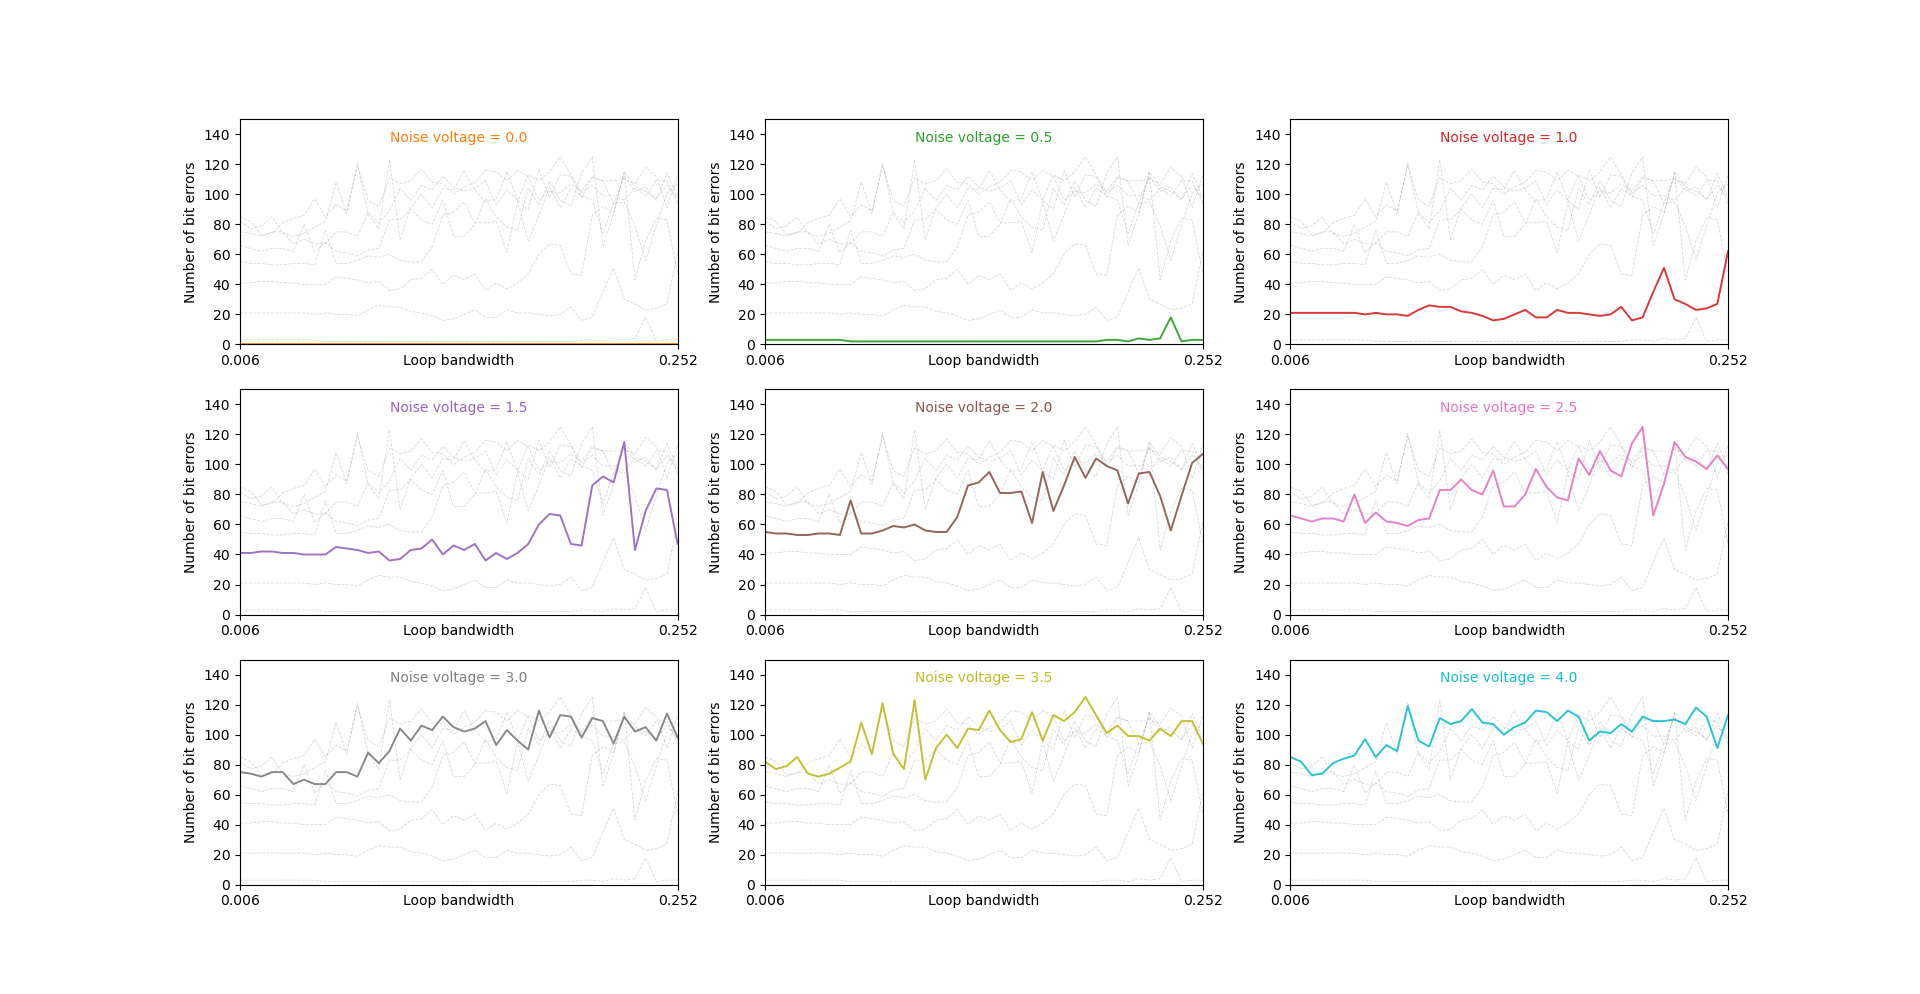 Noise voltage = 0.0
Number of bit errors
140
120
100
80
60
40
20
0
0.006 Loop bandwidth 0.252
Noise voltage = 0.5
Number of bit errors
140
120
100
80
60
40
20
0
0.006 Loop bandwidth 0.252
Noise voltage = 1.0
Number of bit errors
140
120
100
80
60
40
20
0
0.006 Loop bandwidth 0.252
Noise voltage = 1.5
Number of bit errors
140
120
100
80
60
40
20
0
0.006 Loop bandwidth 0.252
Noise voltage = 2.0
Number of bit errors
140
120
100
80
60
40
20
0
0.006 Loop bandwidth 0.252
Noise voltage = 2.5
Number of bit errors
140
120
100
80
60
40
20
0
0.006 Loop bandwidth 0.252
Noise voltage = 3.0
Number of bit errors
140
120
100
80
60
40
20
0
0.006 Loop bandwidth 0.252
Noise voltage = 3.5
Number of bit errors
140
120
100
80
60
40
20
0
0.006 Loop bandwidth 0.252
Noise voltage = 4.0
Number of bit errors
140
120
100
80
60
40
20
0
0.006 Loop bandwidth 0.252